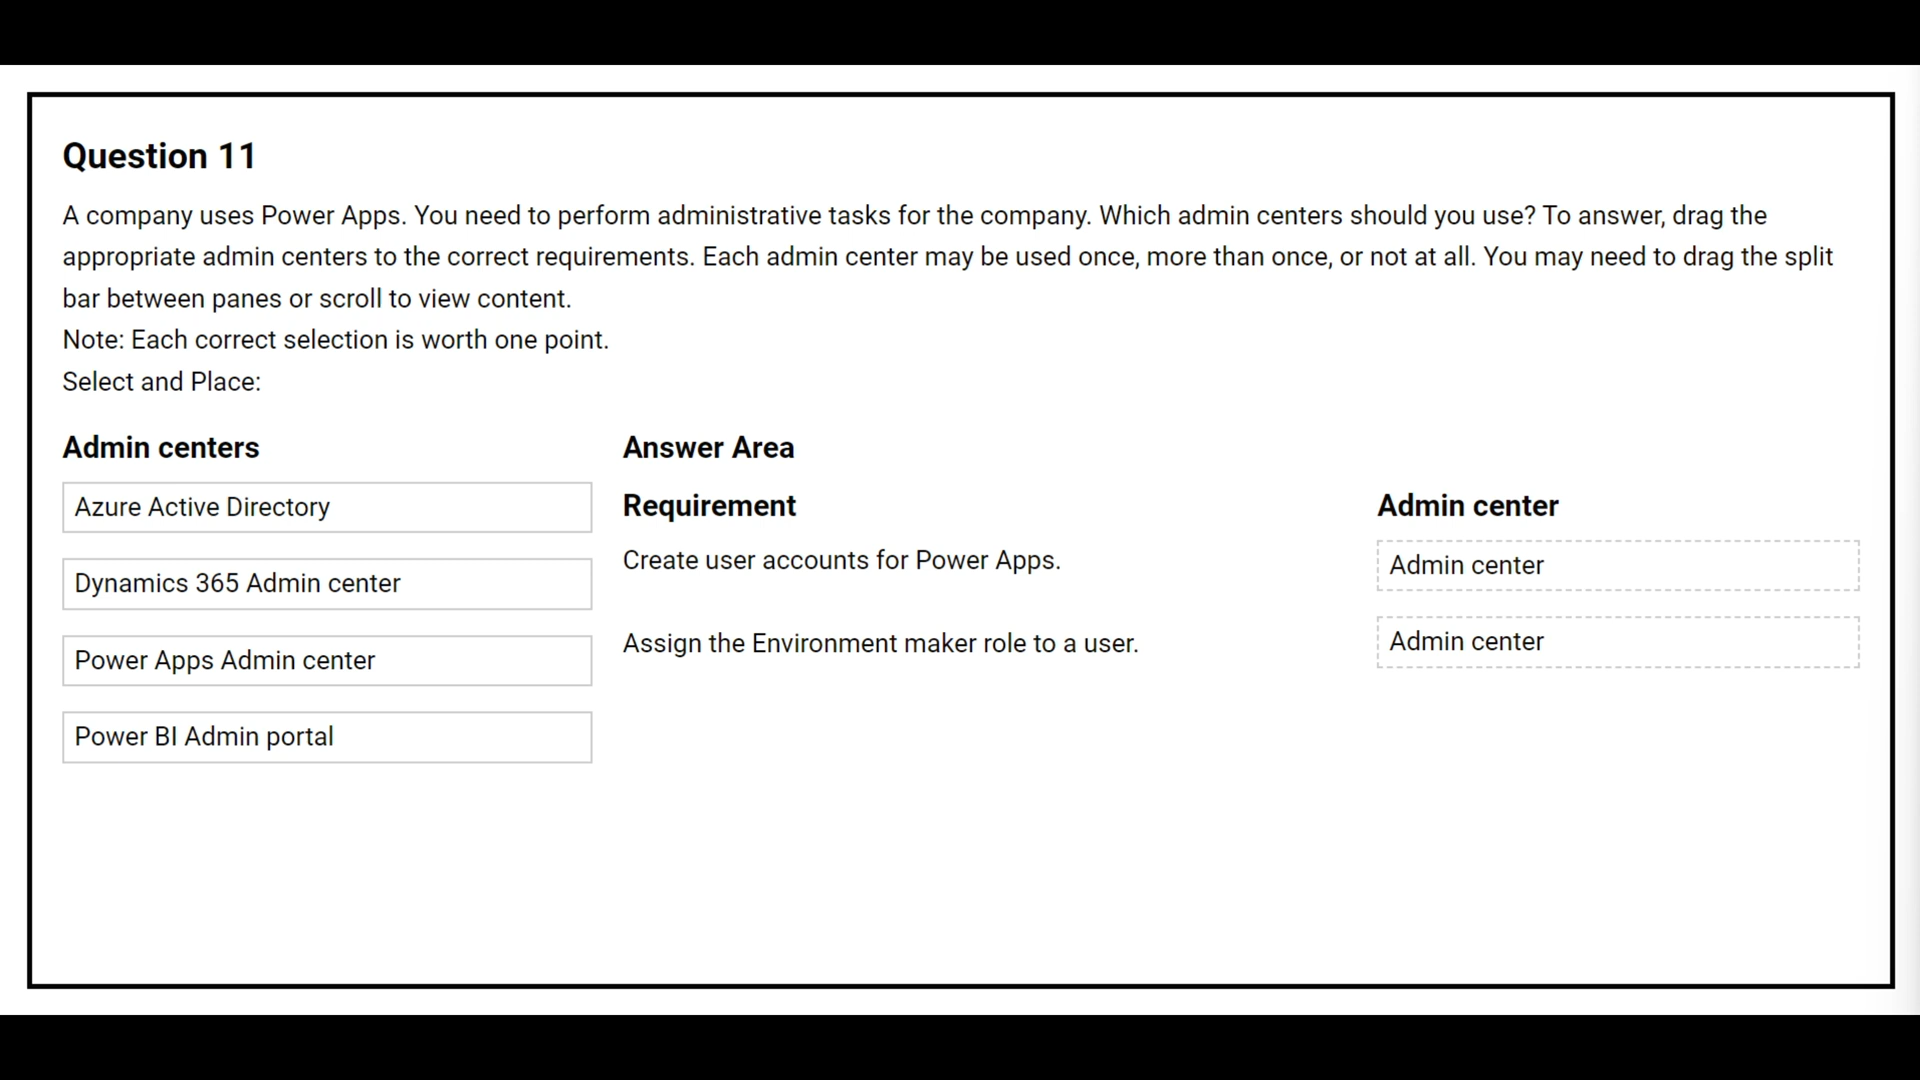 Question 11
A company uses Power Apps. You need to perform administrative tasks for the company. Which admin centers should you use? To answer, drag the
appropriate admin centers to the correct requirements. Each admin center may be used once, more than once, or not at all. You may need to drag the split
bar between panes or scroll to view content.
Note: Each correct selection is worth one point.
Select and Place:
Admin centers
Azure Active Directory
Dynamics 365 Admin center
Power Apps Admin center
Power BI Admin portal
Answer Area
Requirement
Create user accounts for Power Apps.
Assign the Environment maker role to a user.
Admin center
Admin center
Admin center